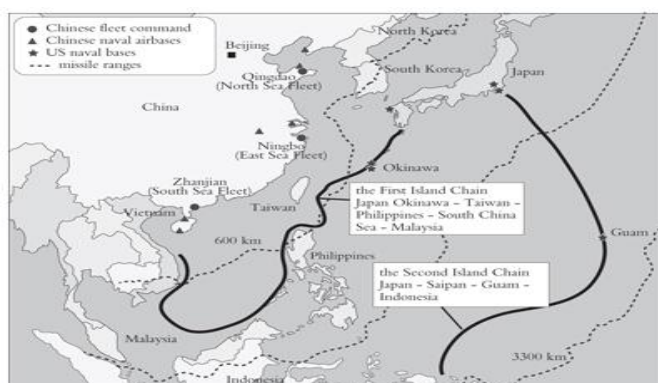 Chinese fleet command
Chinese naval airbases
US naval bases
missile ranges
Beijing
North Korea
South Korea
Japan
Qingdao
(North Sea Fleet)
China
Ningbo
(East Sea Fleet)
Okinawa
Zhanjian
(South Sea Fleet)
Taiwan
the First Island Chain
Japan Okinawa – Taiwan –
Philippines – South China
Sea – Malaysia
Vietnam
600 km
Philippines
Guam
the Second Island Chain
Japan – Saipan – Guam –
Indonesia
Malaysia
3300 km
Indonesia